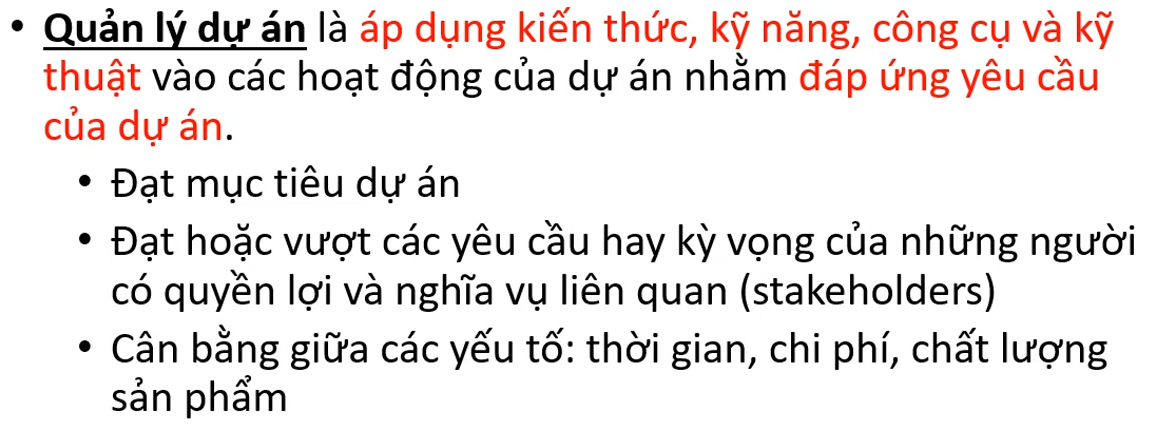 • Quản lý dự án là áp dụng kiến thức, kỹ năng, công cụ và kỹ
thuật vào các hoạt động của dự án nhằm đáp ứng yêu cầu
của dự án.
• Đạt mục tiêu dự án
• Đạt hoặc vượt các yêu cầu hay kỳ vọng của những người
có quyền lợi và nghĩa vụ liên quan (stakeholders)
• Cân bằng giữa các yếu tố: thời gian, chi phí, chất lượng
sản phẩm